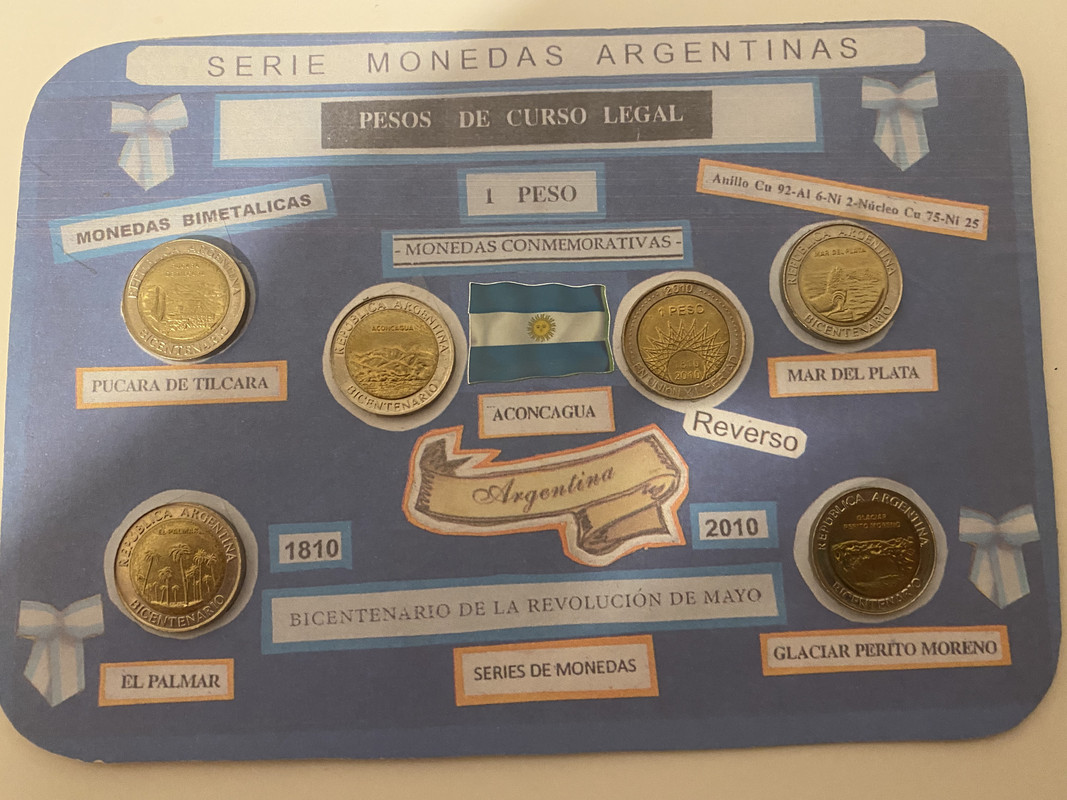 SERIE MONEDAS ARGENTINAS
PESOS DE CURSO LEGAL
MONEDAS BIMETALICAS
1 PESO
Anillo Cu 92-Al 6-Ni 2-Núcleo Cu 75-Ni 25
- MONEDAS CONMEMORATIVAS -
REPUBLICA ARGENTINA
BICENTENARIO
PUCARA DE TILCARA
REPUBLICA ARGENTINA
ACONCAGUA
BICENTENARIO
ACONCAGUA
2010
1 PESO
2010
Reverso
REPUBLICA ARGENTINA
MAR DEL PLATA
BICENTENARIO
MAR DEL PLATA
Argentina
REPUBLICA ARGENTINA
EL PALMAR
BICENTENARIO
EL PALMAR
1810
2010
BICENTENARIO DE LA REVOLUCIÓN DE MAYO
SERIES DE MONEDAS
REPUBLICA ARGENTINA
GLACIAR
PERITO MORENO
BICENTENARIO
GLACIAR PERITO MORENO